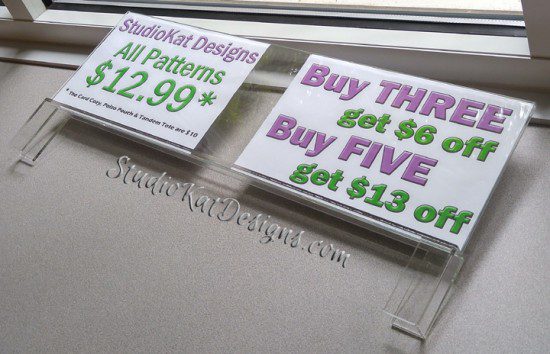 StudioKat Designs
All Patterns
$12.99*
* The Card Cozy, Palos Pouch & Tandem Tote are $10
Buy THREE
get $6 off
Buy FIVE
get $13 off
StudioKatDesigns.com